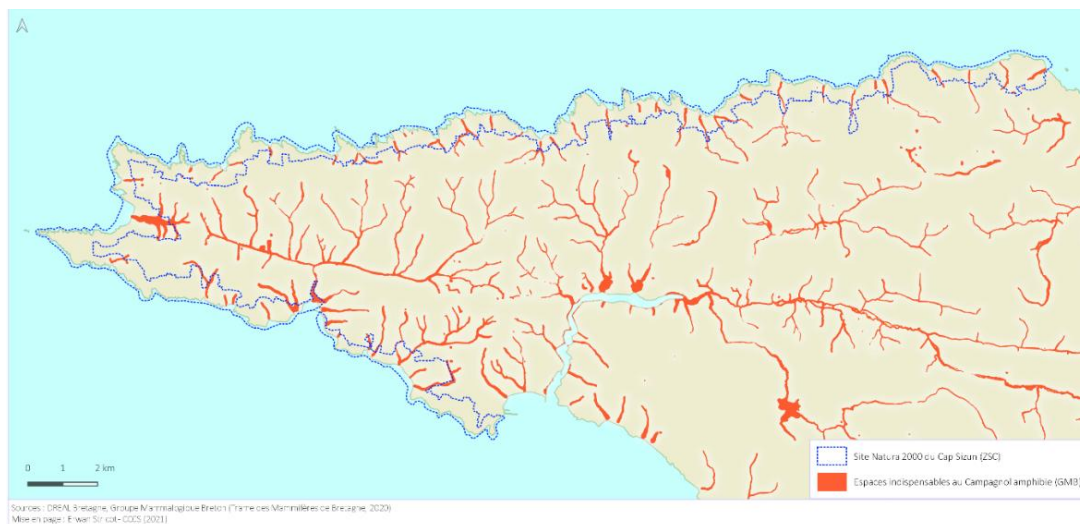 0 1 2 km
Site Natura 2000 du Cap Sizun (ZSC)
Espaces indispensables au Campagnol amphibie (GMB)
Sources : DREAL Bretagne, Groupe Mammalogique Breton (Trame des Mammifères de Bretagne, 2020)
Mise en page : Erwan (2021)